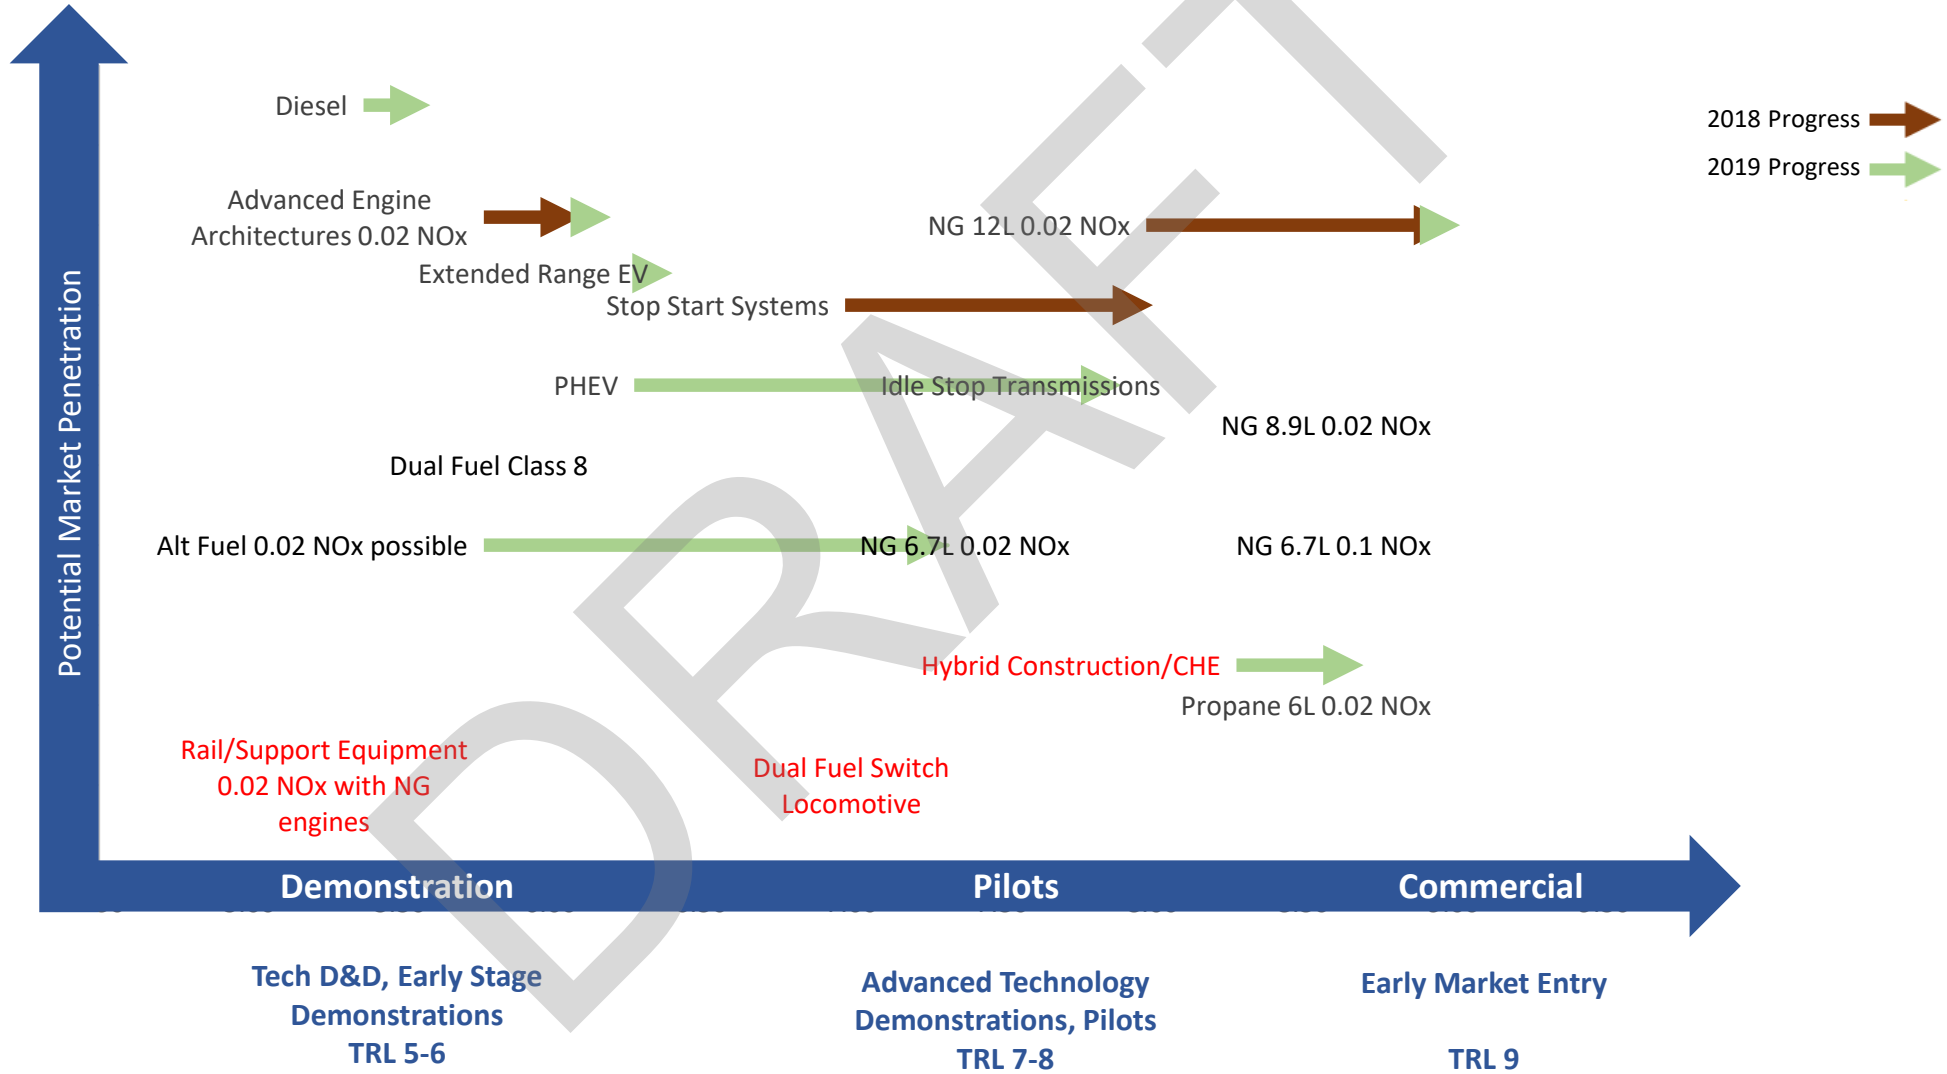 Diesel
2018 Progress
2019 Progress
Advanced Engine
Architectures 0.02 NOx
NG 12L 0.02 NOx
Extended Range EV
Stop Start Systems
PHEV
Idle Stop Transmissions
NG 8.9L 0.02 NOx
Dual Fuel Class 8
Alt Fuel 0.02 NOx possible
NG 6.7L 0.02 NOx
NG 6.7L 0.1 NOx
Hybrid Construction/CHE
Propane 6L 0.02 NOx
Rail/Support Equipment
0.02 NOx with NG
engines
Dual Fuel Switch
Locomotive
Potential Market Penetration
Demonstration
Pilots
Commercial
Tech D&D, Early Stage
Demonstrations
TRL 5-6
Advanced Technology
Demonstrations, Pilots
TRL 7-8
Early Market Entry
TRL 9
DRAFT